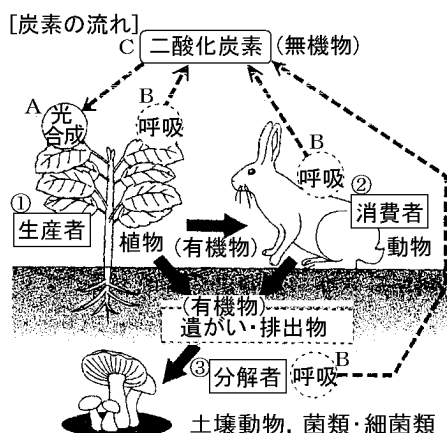 [炭素の流れ]
C 二酸化炭素 (無機物)
A 光合成
B 呼吸
B 呼吸
① 生産者
② 消費者
植物
(有機物)
動物
(有機物)
遺がい・排出物
③ 分解者
呼吸 B
土壌動物, 菌類・細菌類